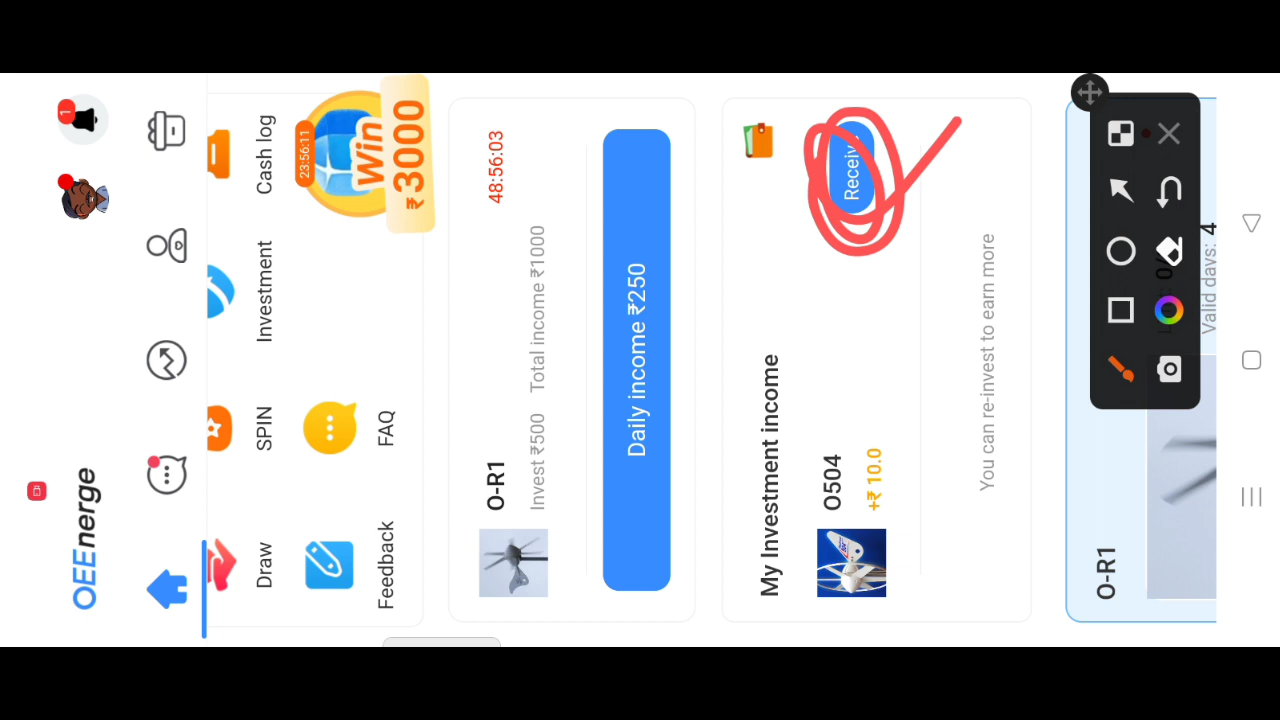 OEEnerge
1
Draw
SPIN
Investment
Cash log
Feedback
FAQ
23:56:11
Win
₹3000
O-R1
48:56:03
Invest ₹500
Total income ₹1000
Daily income ₹250
My Investment income
O504
Receiv
+₹ 10.0
You can re-invest to earn more
O-R1
Valid days: 4